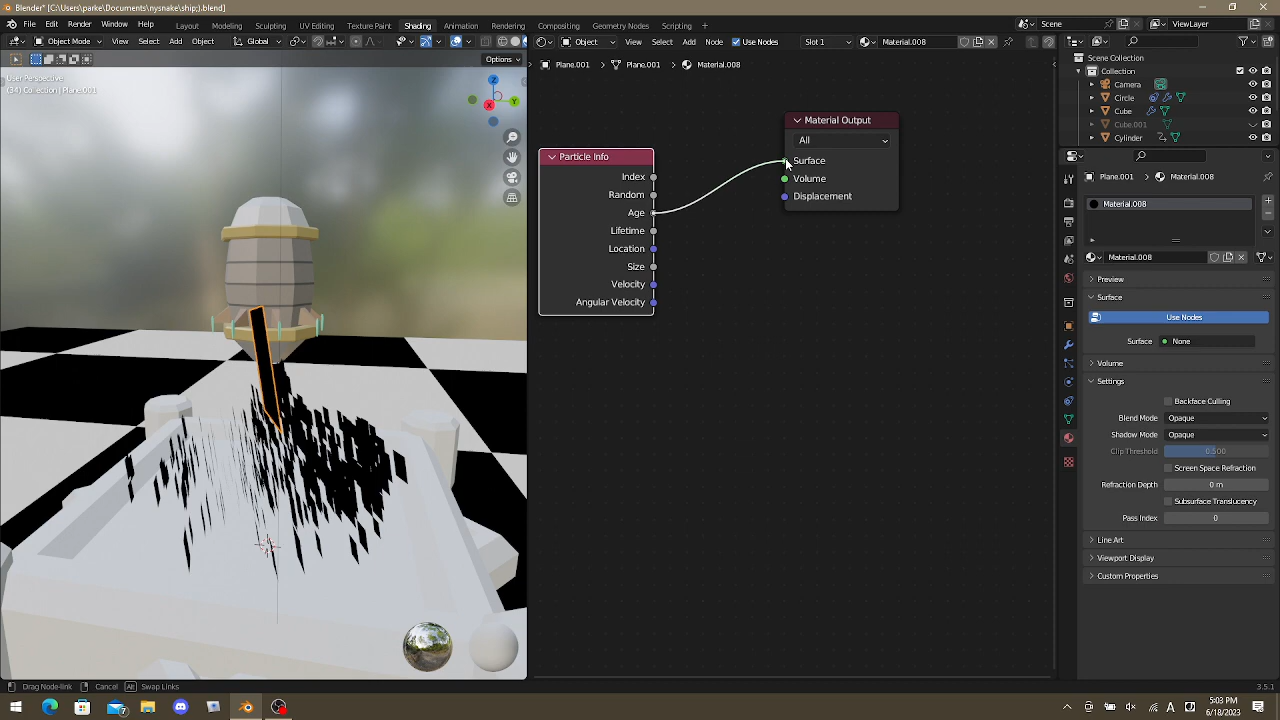 Blender* [C:\Users\parke\Documents\nysnake\ship;).blend]
File Edit Render Window Help Layout Modeling Sculpting UV Editing Texture Paint Shading Animation Rendering Compositing Geometry Nodes Scripting + Scene ViewLayer
Object Mode View Select Add Object Global Object View Select Add Node Use Nodes Slot 1 Material.008
Options
Plane.001 > Plane.001 > Material.008
User Perspective
(34) Collection | Plane.001
Z
Y
X
Particle Info
Index
Random
Age
Lifetime
Location
Size
Velocity
Angular Velocity
Material Output
All
Surface
Volume
Displacement
Scene Collection
Collection
Camera
Circle
Cube
Cube.001
Cylinder
Plane.001 > Material.008
Material.008
Material.008
Preview
Surface
Use Nodes
Surface None
Volume
Settings
Backface Culling
Blend Mode Opaque
Shadow Mode Opaque
Clip Threshold 0.500
Screen Space Refraction
Refraction Depth 0 m
Subsurface Translucency
Pass Index 0
Line Art
Viewport Display
Custom Properties
Drag Node-link Cancel Alt Swap Links 3.5.1
7
A
5:03 PM
6/18/2023